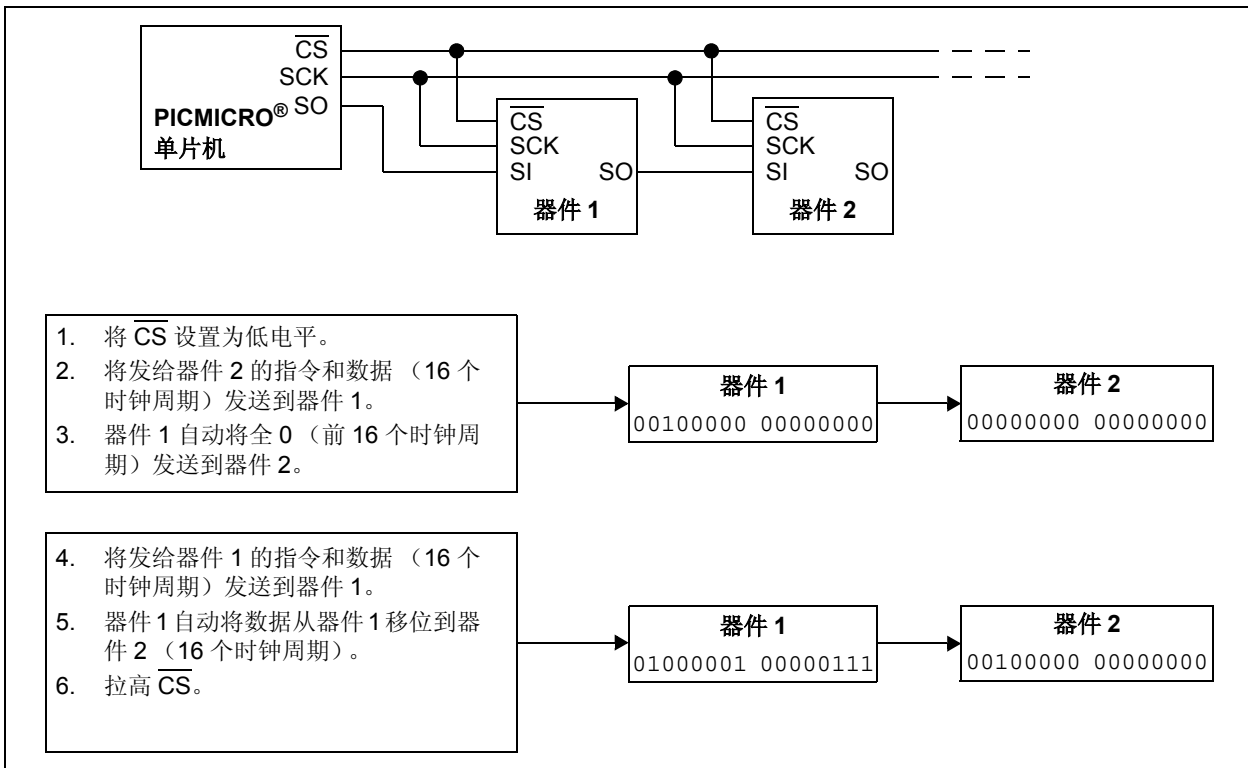 CS
SCK
PICMICRO® SO
单片机
CS
SCK
SI SO
器件 1
CS
SCK
SI SO
器件 2
1. 将 CS 设置为低电平。
2. 将发给器件 2 的指令和数据 （16 个
时钟周期）发送到器件 1。
3. 器件 1 自动将全 0 （前 16 个时钟周
期）发送到器件 2。
器件 1
00100000 00000000
器件 2
00000000 00000000
4. 将发给器件 1 的指令和数据 （16 个
时钟周期）发送到器件 1。
5. 器件 1 自动将数据从器件 1 移位到器
件 2 （16 个时钟周期）。
6. 拉高 CS。
器件 1
01000001 00000111
器件 2
00100000 00000000